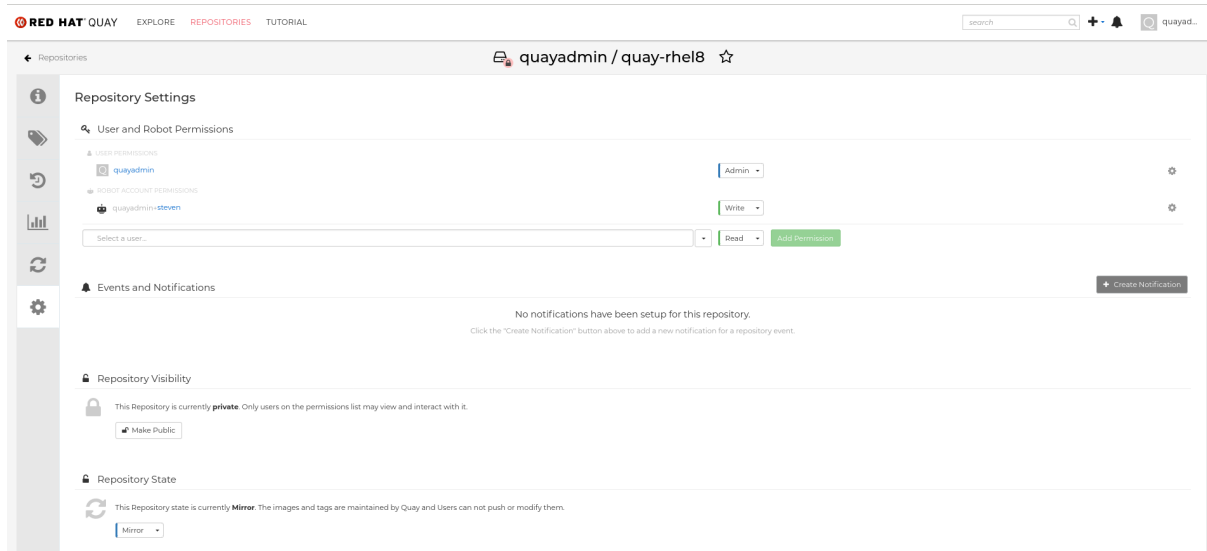 RED HAT QUAY EXPLORE REPOSITORIES TUTORIAL search quayad...
Repositories quayadmin / quay-rhel8
Repository Settings
User and Robot Permissions
USER PERMISSIONS
quayadmin Admin
ROBOT ACCOUNT PERMISSIONS
quayadmin+steven Write
Select a user... Read Add Permission
Events and Notifications + Create Notification
No notifications have been setup for this repository.
Click the "Create Notification" button above to add a new notification for a repository event.
Repository Visibility
This Repository is currently private. Only users on the permissions list may view and interact with it.
Make Public
Repository State
This Repository state is currently Mirror. The images and tags are maintained by Quay and Users can not push or modify them.
Mirror